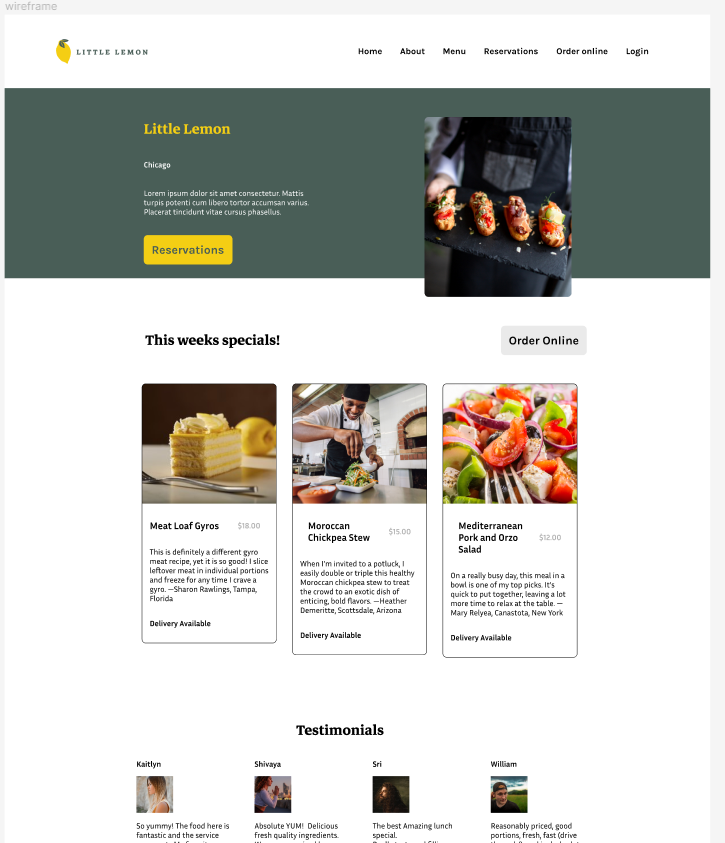 wireframe
LITTLE LEMON
Home About Menu Reservations Order online Login
Little Lemon
Chicago
Lorem ipsum dolor sit amet consectetur. Mattis
turpis potenti cum libero tortor accumsan varius.
Placerat tincidunt vitae cursus phasellus.
Reservations
This weeks specials!
Order Online
Meat Loaf Gyros
$18.00
This is definitely a different gyro
meat recipe, yet it is so good! I slice
leftover meat in individual portions
and freeze for any time I crave a
gyro. —Sharon Rawlings, Tampa,
Florida
Delivery Available
Moroccan
Chickpea Stew
$15.00
When I'm invited to a potluck, I
easily double or triple this healthy
Moroccan chickpea stew to treat
the crowd to an exotic dish of
enticing, bold flavors. —Heather
Demeritte, Scottsdale, Arizona
Delivery Available
Mediterranean
Pork and Orzo
Salad
$12.00
On a really busy day, this meal in a
bowl is one of my top picks. It's
quick to put together, leaving a lot
more time to relax at the table. —
Mary Relyea, Canastota, New York
Delivery Available
Testimonials
Kaitlyn
So yummy! The food here is
fantastic and the service
Shivaya
Absolute YUM! Delicious
fresh quality ingredients.
Sri
The best Amazing lunch
special.
William
Reasonably priced, good
portions, fresh, fast (drive